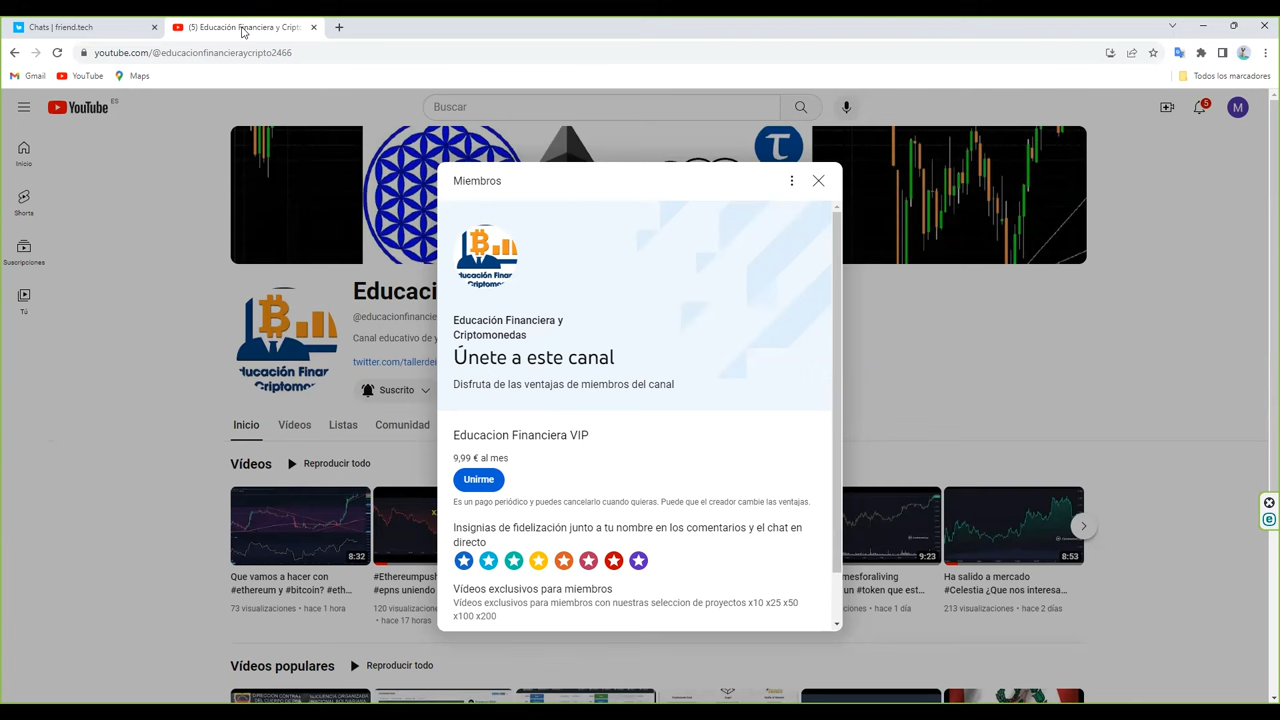 Chats | friend.tech
(5) Educación Financiera y Cripto
youtube.com/@educacionfinancieraycripto2466
Gmail
YouTube
Maps
Todos los marcadores
YouTube ES
Buscar
5
M
Inicio
Shorts
Suscripciones
Tú
Miembros
ducación Finan
Criptomone
Educación Financiera y
Criptomonedas
Únete a este canal
Disfruta de las ventajas de miembros del canal
Educacion Financiera VIP
9,99 € al mes
Unirme
Es un pago periódico y puedes cancelarlo cuando quieras. Puede que el creador cambie las ventajas.
Insignias de fidelización junto a tu nombre en los comentarios y el chat en
directo
Vídeos exclusivos para miembros
Vídeos exclusivos para miembros con nuestras seleccion de proyectos x10 x25 x50
x100 x200
Educaci
@educacionfinancie
Canal educativo de y
twitter.com/tallerdei
Suscrito
Inicio
Vídeos
Listas
Comunidad
Vídeos
Reproducir todo
8:32
9:23
8:53
Que vamos a hacer con
#ethereum y #bitcoin? #eth...
73 visualizaciones • hace 1 hora
#Ethereumpush
epns uniendo
120 visualizacione
• hace 17 horas
mesforaliving
un #token que est...
• hace 1 día
Ha salido a mercado
#Celestia ¿Que nos interesa...
213 visualizaciones • hace 2 días
Vídeos populares
Reproducir todo